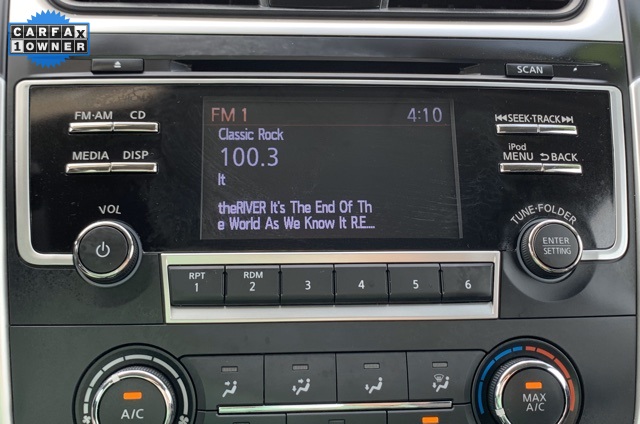 CARFAX
1 OWNER
SCAN
FM·AM CD
MEDIA DISP
VOL
FM 1 4:10
Classic Rock
100.3
It
theRIVER It's The End Of Th
e World As We Know It R.E....
SEEK·TRACK
iPod
MENU BACK
TUNE·FOLDER
ENTER
SETTING
RPT RDM
1 2 3 4 5 6
A/C
MAX
A/C